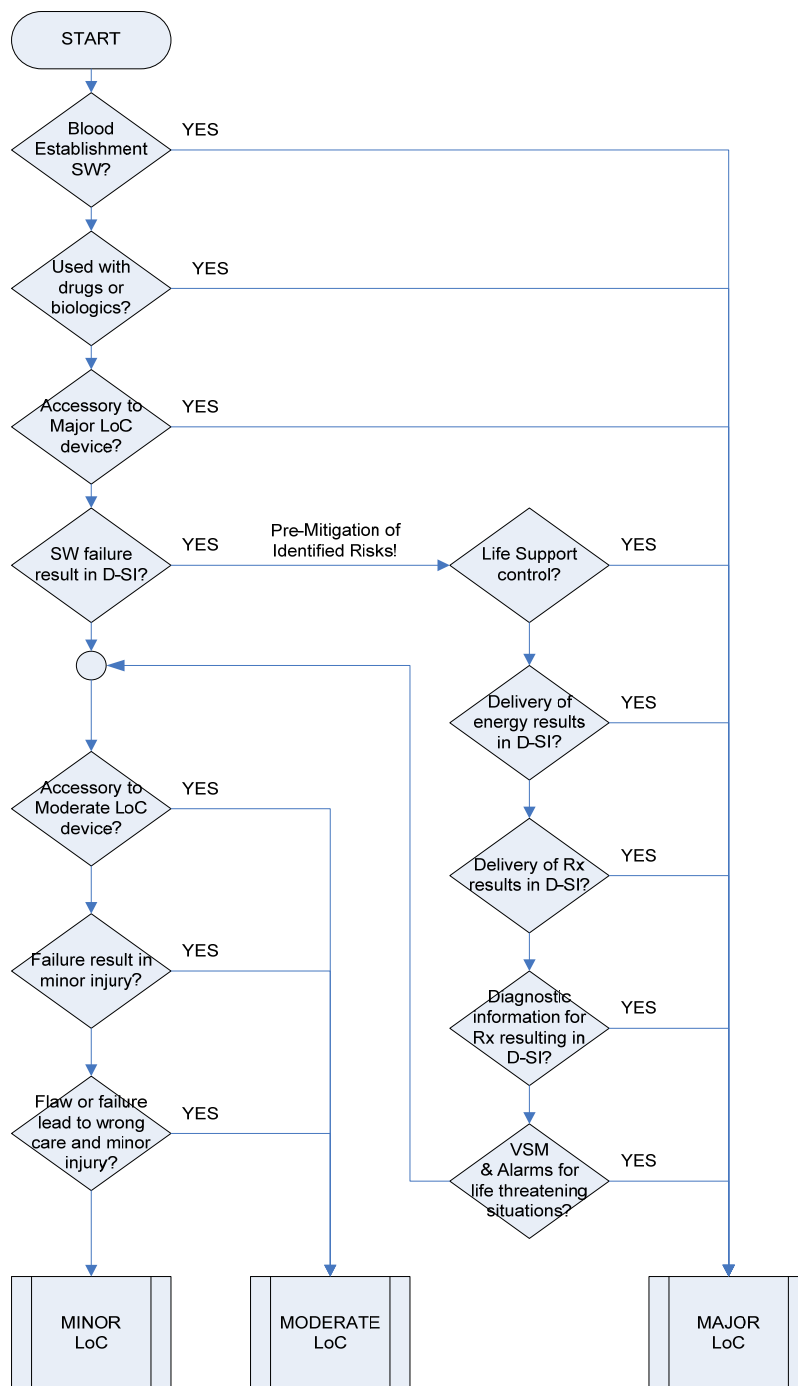 START
Blood
Establishment
SW?
YES
Used with
drugs or
biologics?
YES
Accessory to
Major LoC
device?
YES
SW failure
result in D-SI?
YES
Pre-Mitigation of
Identified Risks!
Life Support
control?
YES
Delivery of
energy results
in D-SI?
YES
Accessory to
Moderate LoC
device?
YES
Delivery of Rx
results in D-SI?
YES
Failure result in
minor injury?
YES
Diagnostic
information for
Rx resulting in
D-SI?
YES
Flaw or failure
lead to wrong
care and minor
injury?
YES
VSM
& Alarms for
life threatening
situations?
YES
MINOR
LoC
MODERATE
LoC
MAJOR
LoC